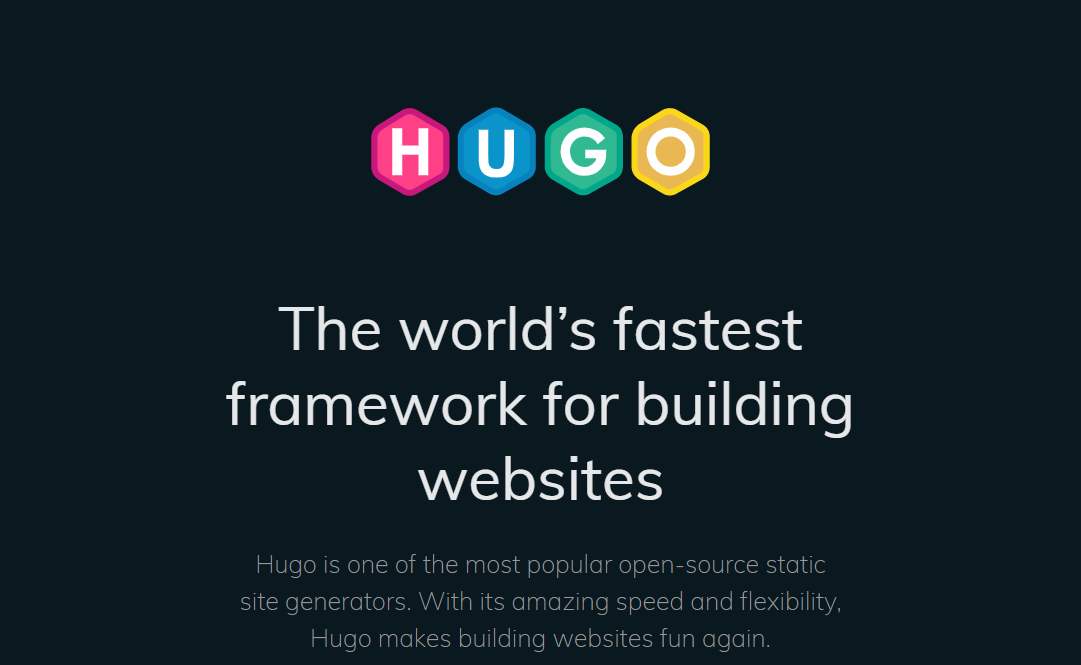 HUGO
The world’s fastest
framework for building
websites
Hugo is one of the most popular open-source static
site generators. With its amazing speed and flexibility,
Hugo makes building websites fun again.